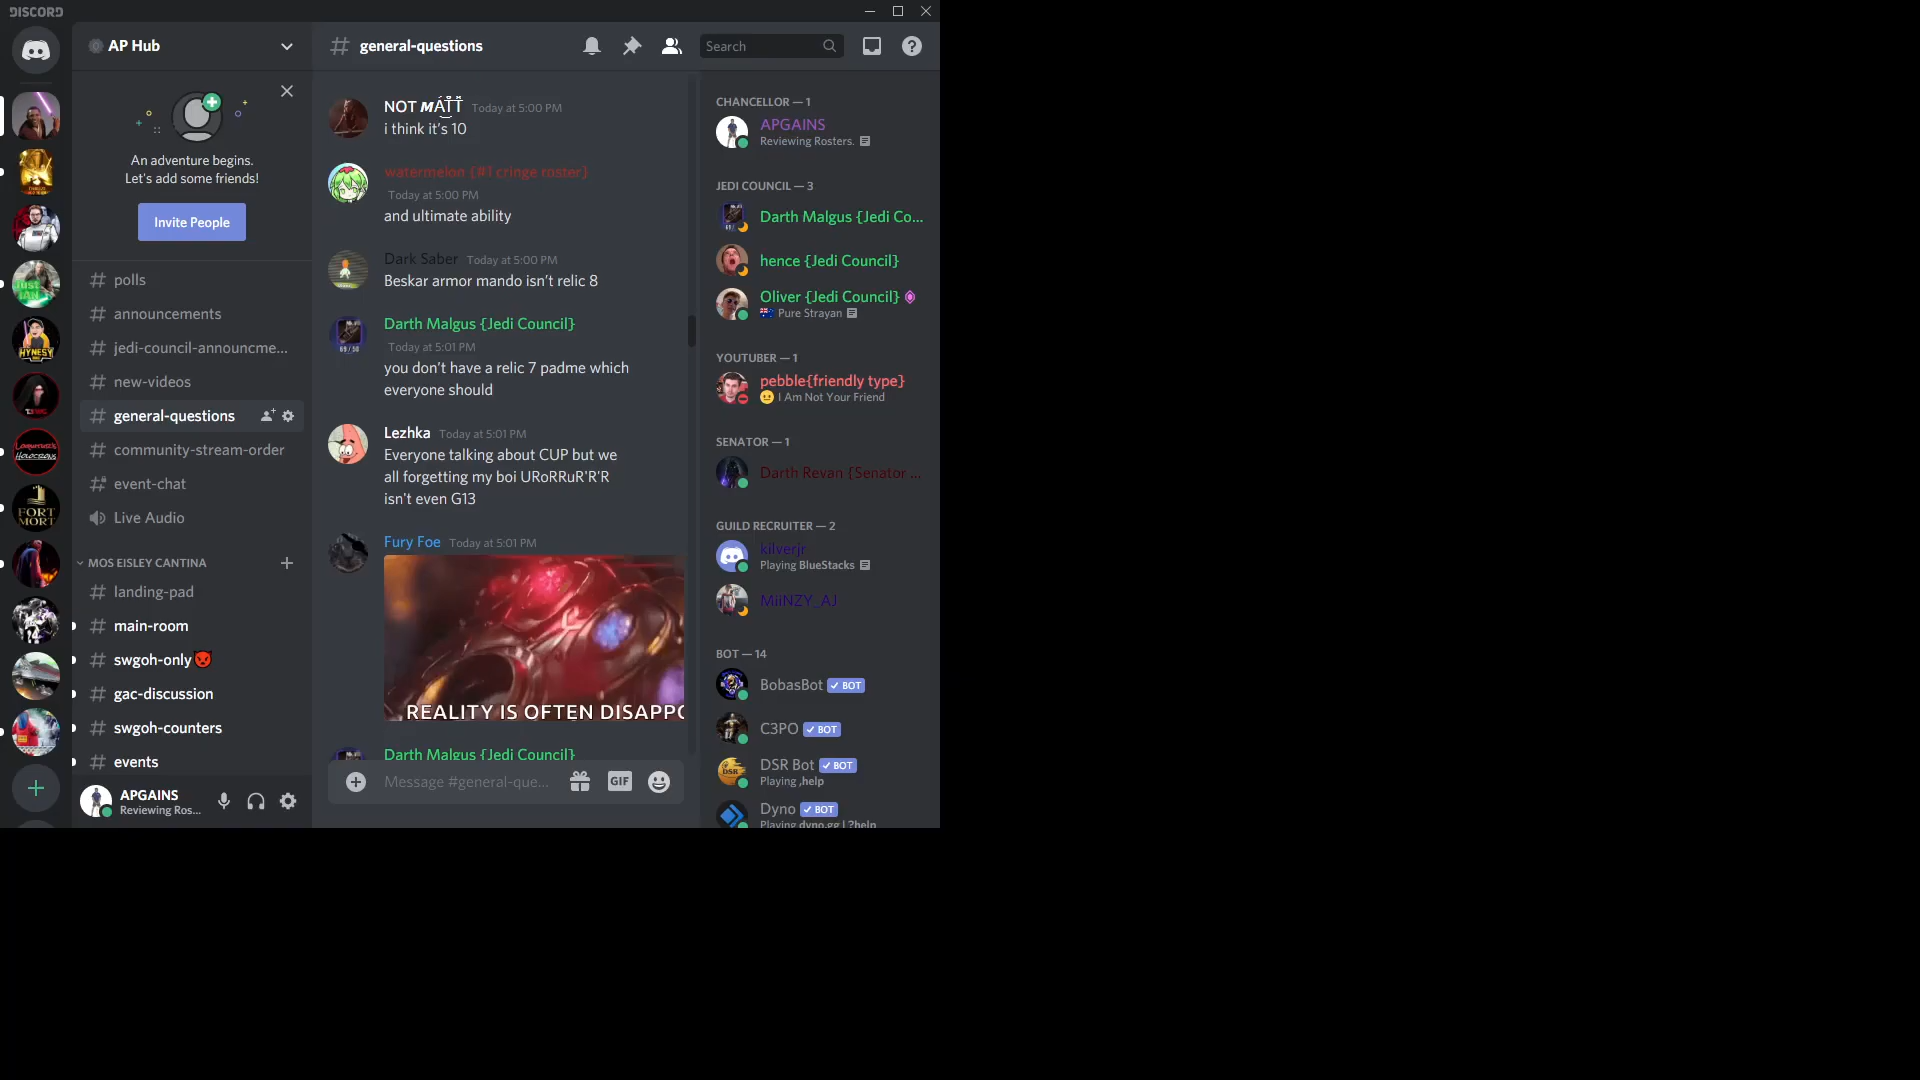 DISCORD
AP Hub
An adventure begins.
Let's add some friends!
Invite People
polls
announcements
jedi-council-announcme...
new-videos
general-questions
community-stream-order
event-chat
Live Audio
MOS EISLEY CANTINA
landing-pad
main-room
swgoh-only
gac-discussion
swgoh-counters
events
APGAINS
Reviewing Ros...
general-questions
Search
NOT MATT Today at 5:00 PM
i think it's 10
watermelon {#1 cringe roster}
Today at 5:00 PM
and ultimate ability
Dark Saber Today at 5:00 PM
Beskar armor mando isn't relic 8
Darth Malgus {Jedi Council}
Today at 5:01 PM
you don't have a relic 7 padme which
everyone should
Lezhka Today at 5:01 PM
Everyone talking about CUP but we
all forgetting my boi URoRRuR'R'R
isn't even G13
Fury Foe Today at 5:01 PM
REALITY IS OFTEN DISAPPO
Darth Malgus {Jedi Council}
Message #general-que...
GIF
CHANCELLOR — 1
APGAINS
Reviewing Rosters.
JEDI COUNCIL — 3
Darth Malgus {Jedi Co...
hence {Jedi Council}
Oliver {Jedi Council}
Pure Strayan
YOUTUBER — 1
pebble{friendly type}
I Am Not Your Friend
SENATOR — 1
Darth Revan {Senator ...
GUILD RECRUITER — 2
kilverjr
Playing BlueStacks
MiiNZY_AJ
BOT — 14
BobasBot BOT
C3PO BOT
DSR Bot BOT
Playing ,help
Dyno BOT
Playing dyno.gg | ?help
HYNESY
FORT
MORT